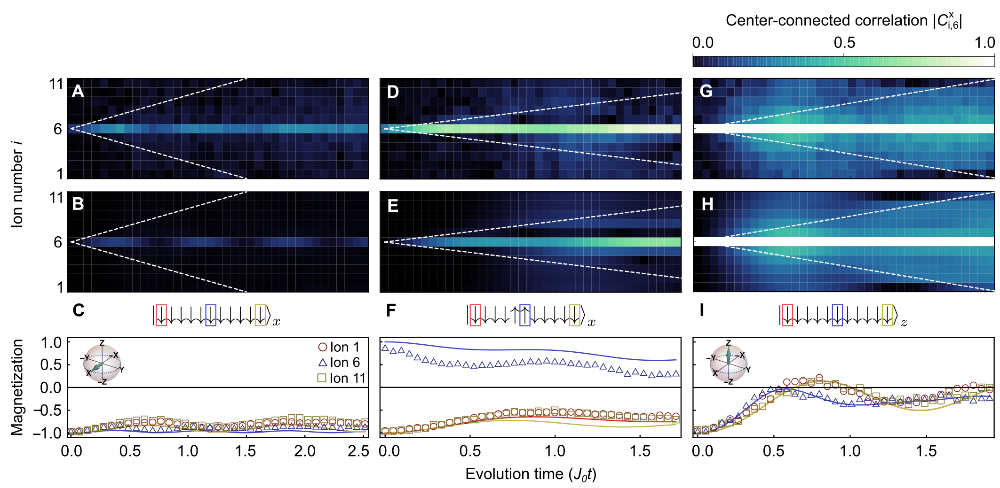 Center-connected correlation |C^x_{i,6}|
0.0 0.5 1.0
A D G
11
6
1
B E H
11
6
1
Ion number i
C |↓↓↓↓↓↓↓↓↓↓↓⟩x
F |↓↓↓↓↑↑↓↓↓↓↓⟩x
I |↓↓↓↓↓↓↓↓↓↓↓⟩z
Magnetization
1.0
0.5
0.0
−0.5
−1.0
Z
−Y −X
X Y
−Z
Ion 1
Ion 6
Ion 11
Z
−Y −X
X Y
−Z
0.0 0.5 1.0 1.5 2.0 2.5
0.0 0.5 1.0 1.5
0.0 0.5 1.0 1.5
Evolution time (J₀t)